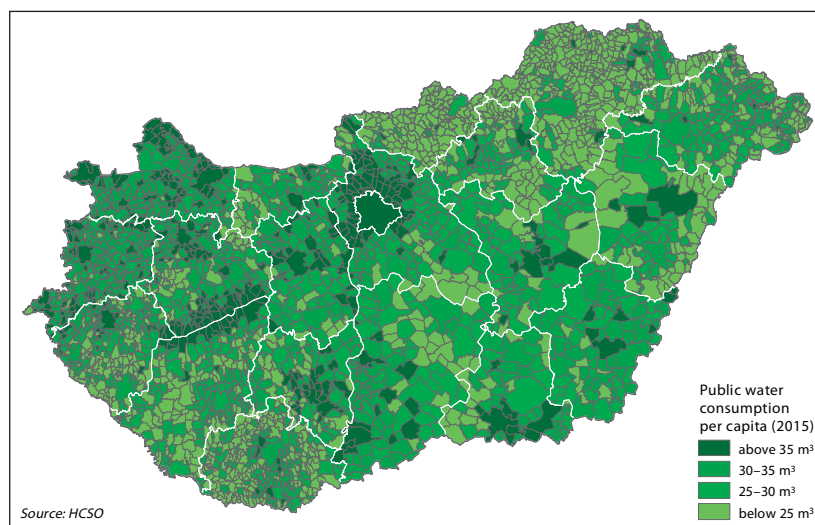 Public water
consumption
per capita (2015)
above 35 m³
30–35 m³
25–30 m³
below 25 m³
Source: HCSO